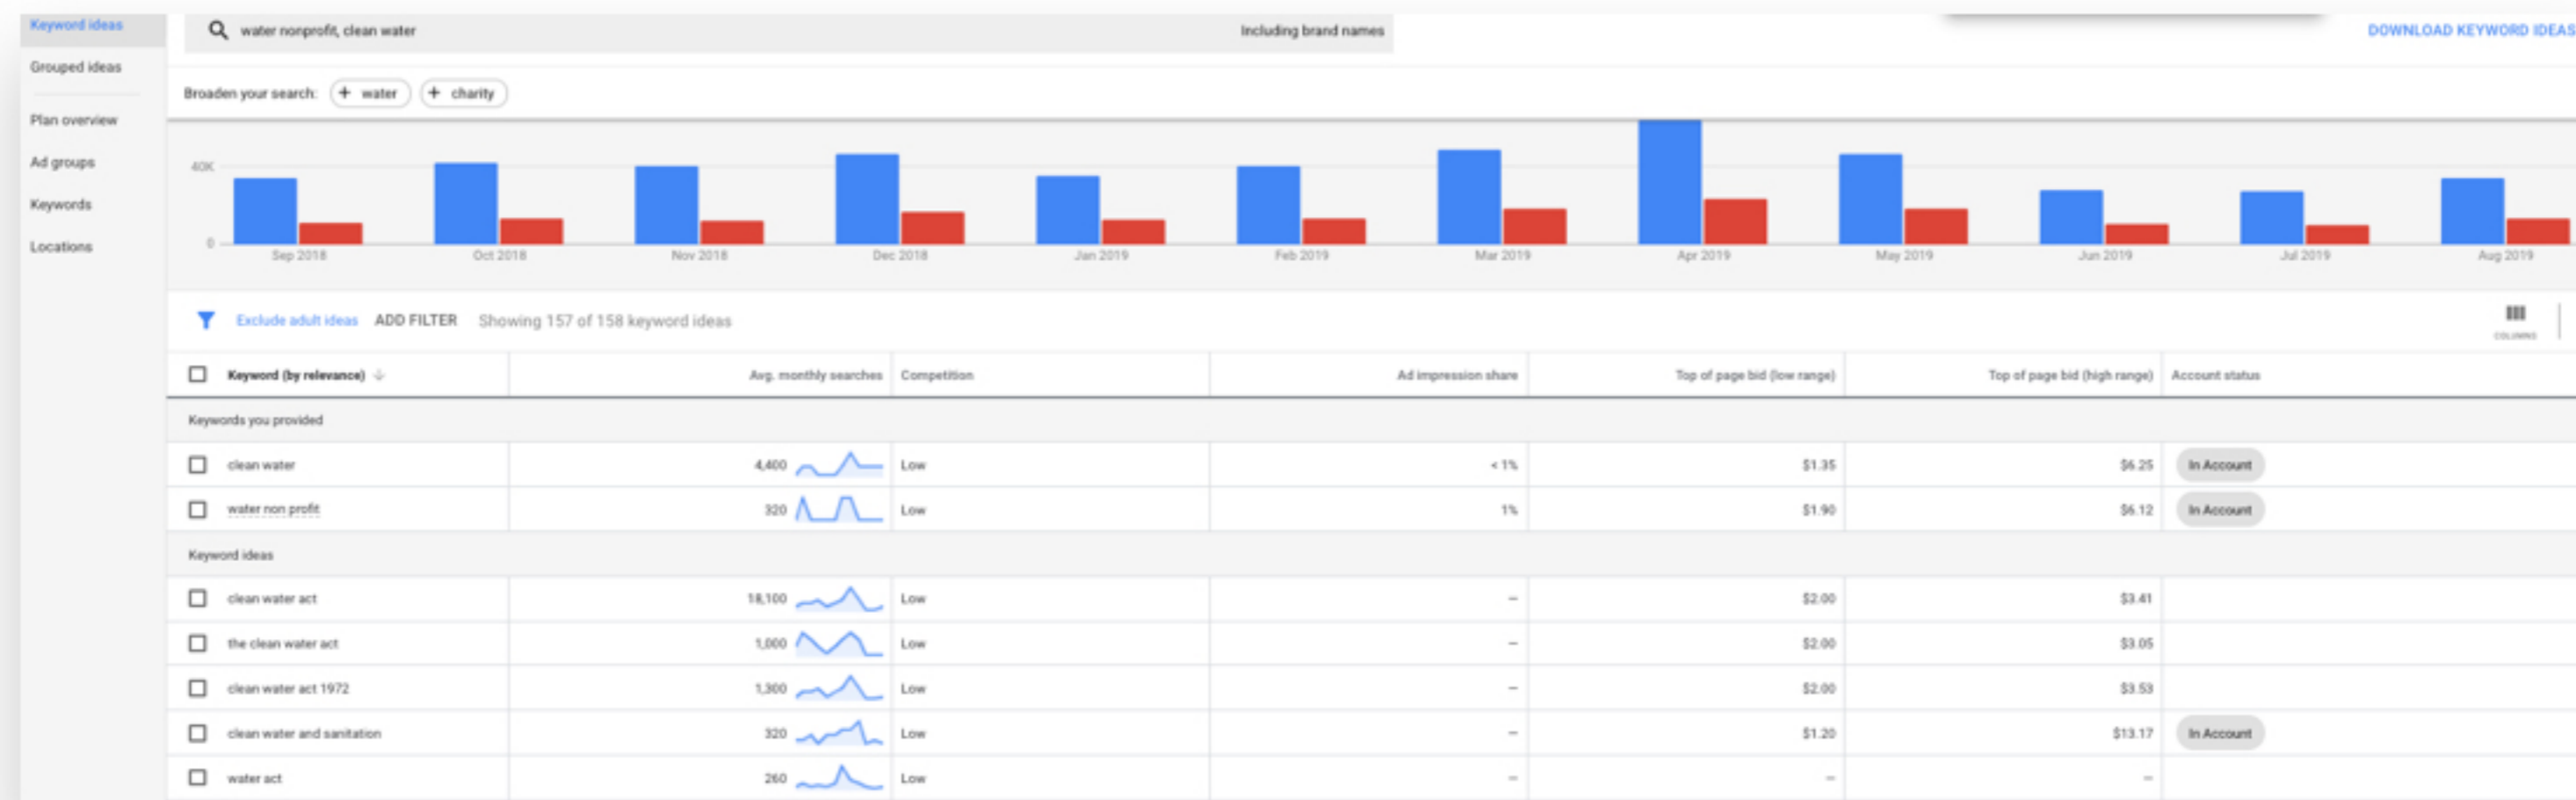 Keyword ideas
Grouped ideas
Plan overview
Ad groups
Keywords
Locations
water nonprofit, clean water Including brand names
DOWNLOAD KEYWORD IDEAS
Broaden your search: + water + charity
40K
0
Sep 2018 Oct 2018 Nov 2018 Dec 2018 Jan 2019 Feb 2019 Mar 2019 Apr 2019 May 2019 Jun 2019 Jul 2019 Aug 2019
Exclude adult ideas ADD FILTER Showing 157 of 158 keyword ideas
COLUMNS
Keyword (by relevance) Avg. monthly searches Competition Ad impression share Top of page bid (low range) Top of page bid (high range) Account status
Keywords you provided
clean water 4,400 Low < 1% $1.35 $6.25 In Account
water non profit 320 Low 1% $1.90 $6.12 In Account
Keyword ideas
clean water act 18,100 Low – $2.00 $3.41
the clean water act 1,000 Low – $2.00 $3.05
clean water act 1972 1,300 Low – $2.00 $3.53
clean water and sanitation 320 Low – $1.20 $13.17 In Account
water act 260 Low – – –